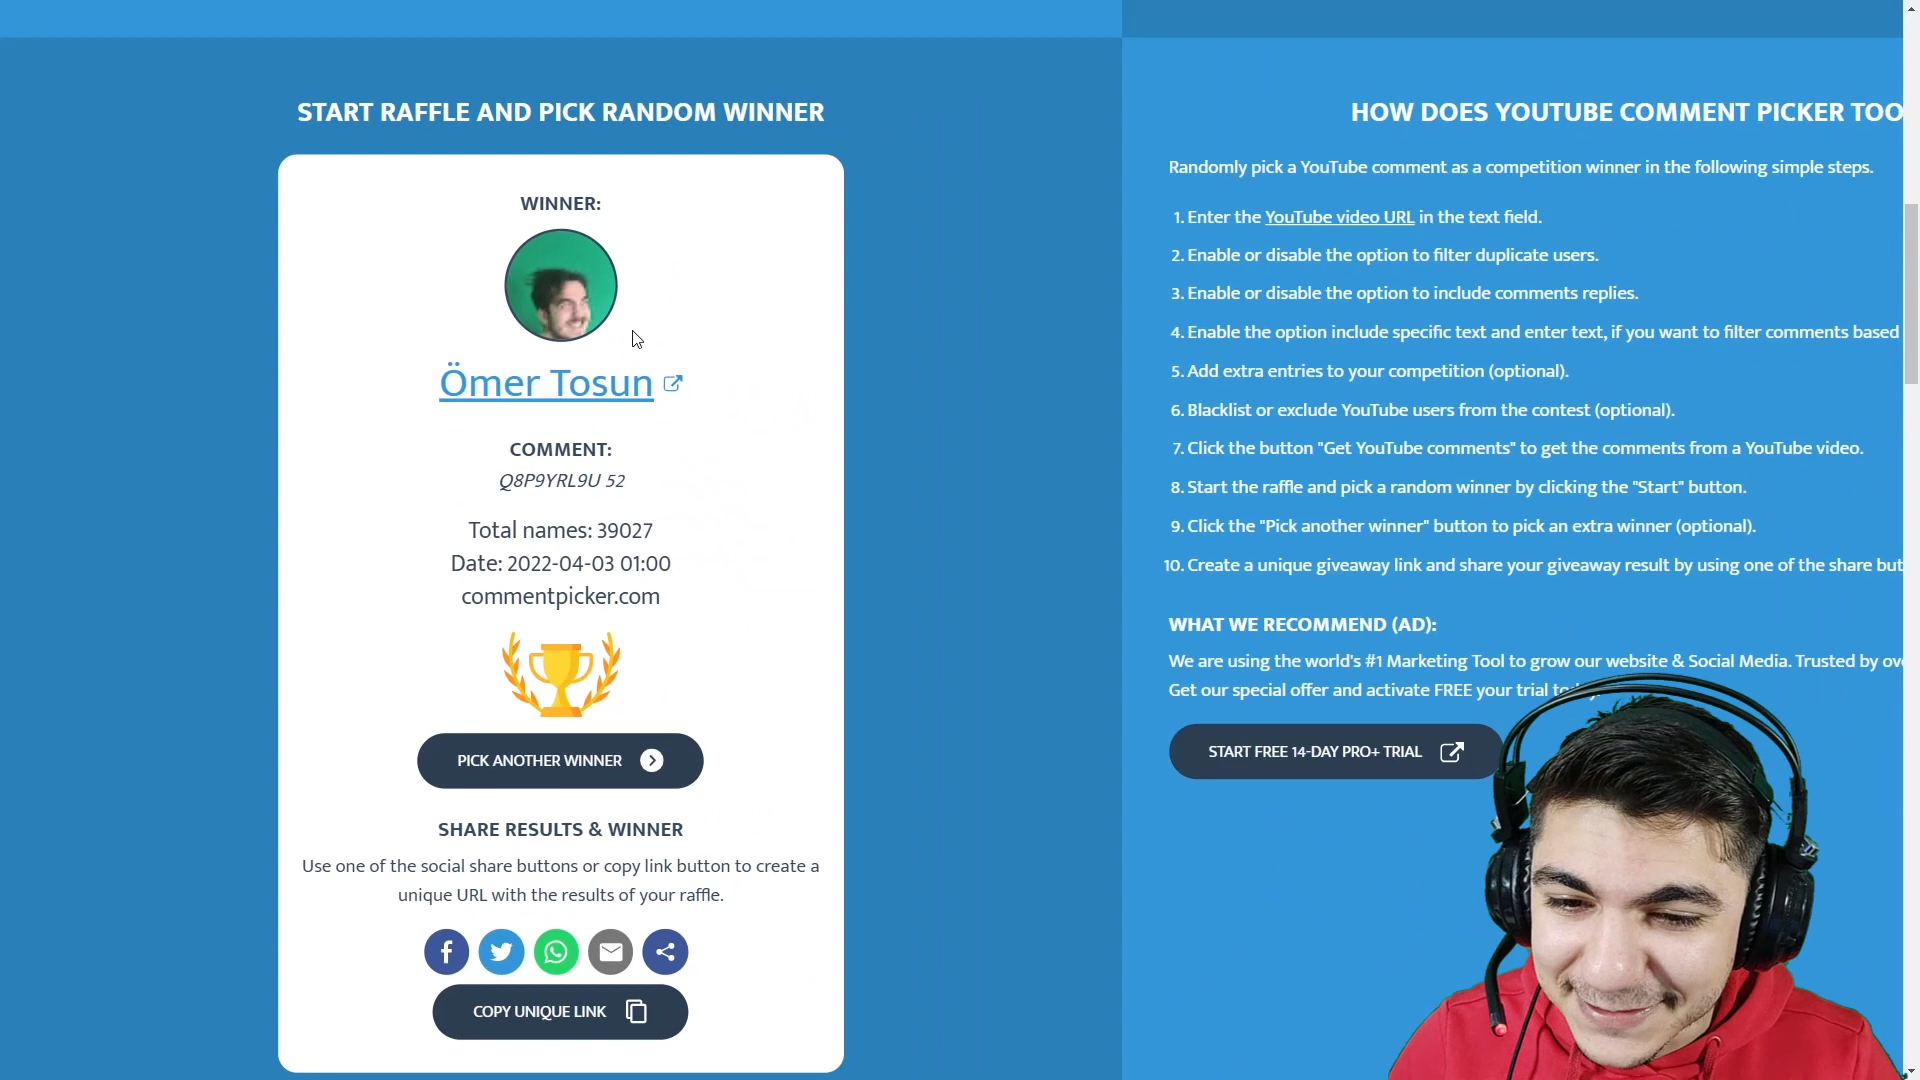 START RAFFLE AND PICK RANDOM WINNER
WINNER:
Ömer Tosun
COMMENT:
Q8P9YRL9U 52
Total names: 39027
Date: 2022-04-03 01:00
commentpicker.com
PICK ANOTHER WINNER
SHARE RESULTS & WINNER
Use one of the social share buttons or copy link button to create a
unique URL with the results of your raffle.
COPY UNIQUE LINK
HOW DOES YOUTUBE COMMENT PICKER TOO
Randomly pick a YouTube comment as a competition winner in the following simple steps.
1. Enter the YouTube video URL in the text field.
2. Enable or disable the option to filter duplicate users.
3. Enable or disable the option to include comments replies.
4. Enable the option include specific text and enter text, if you want to filter comments based
5. Add extra entries to your competition (optional).
6. Blacklist or exclude YouTube users from the contest (optional).
7. Click the button "Get YouTube comments" to get the comments from a YouTube video.
8. Start the raffle and pick a random winner by clicking the "Start" button.
9. Click the "Pick another winner" button to pick an extra winner (optional).
10. Create a unique giveaway link and share your giveaway result by using one of the share but
WHAT WE RECOMMEND (AD):
We are using the world's #1 Marketing Tool to grow our website & Social Media. Trusted by ov
Get our special offer and activate FREE your trial
START FREE 14-DAY PRO+ TRIAL